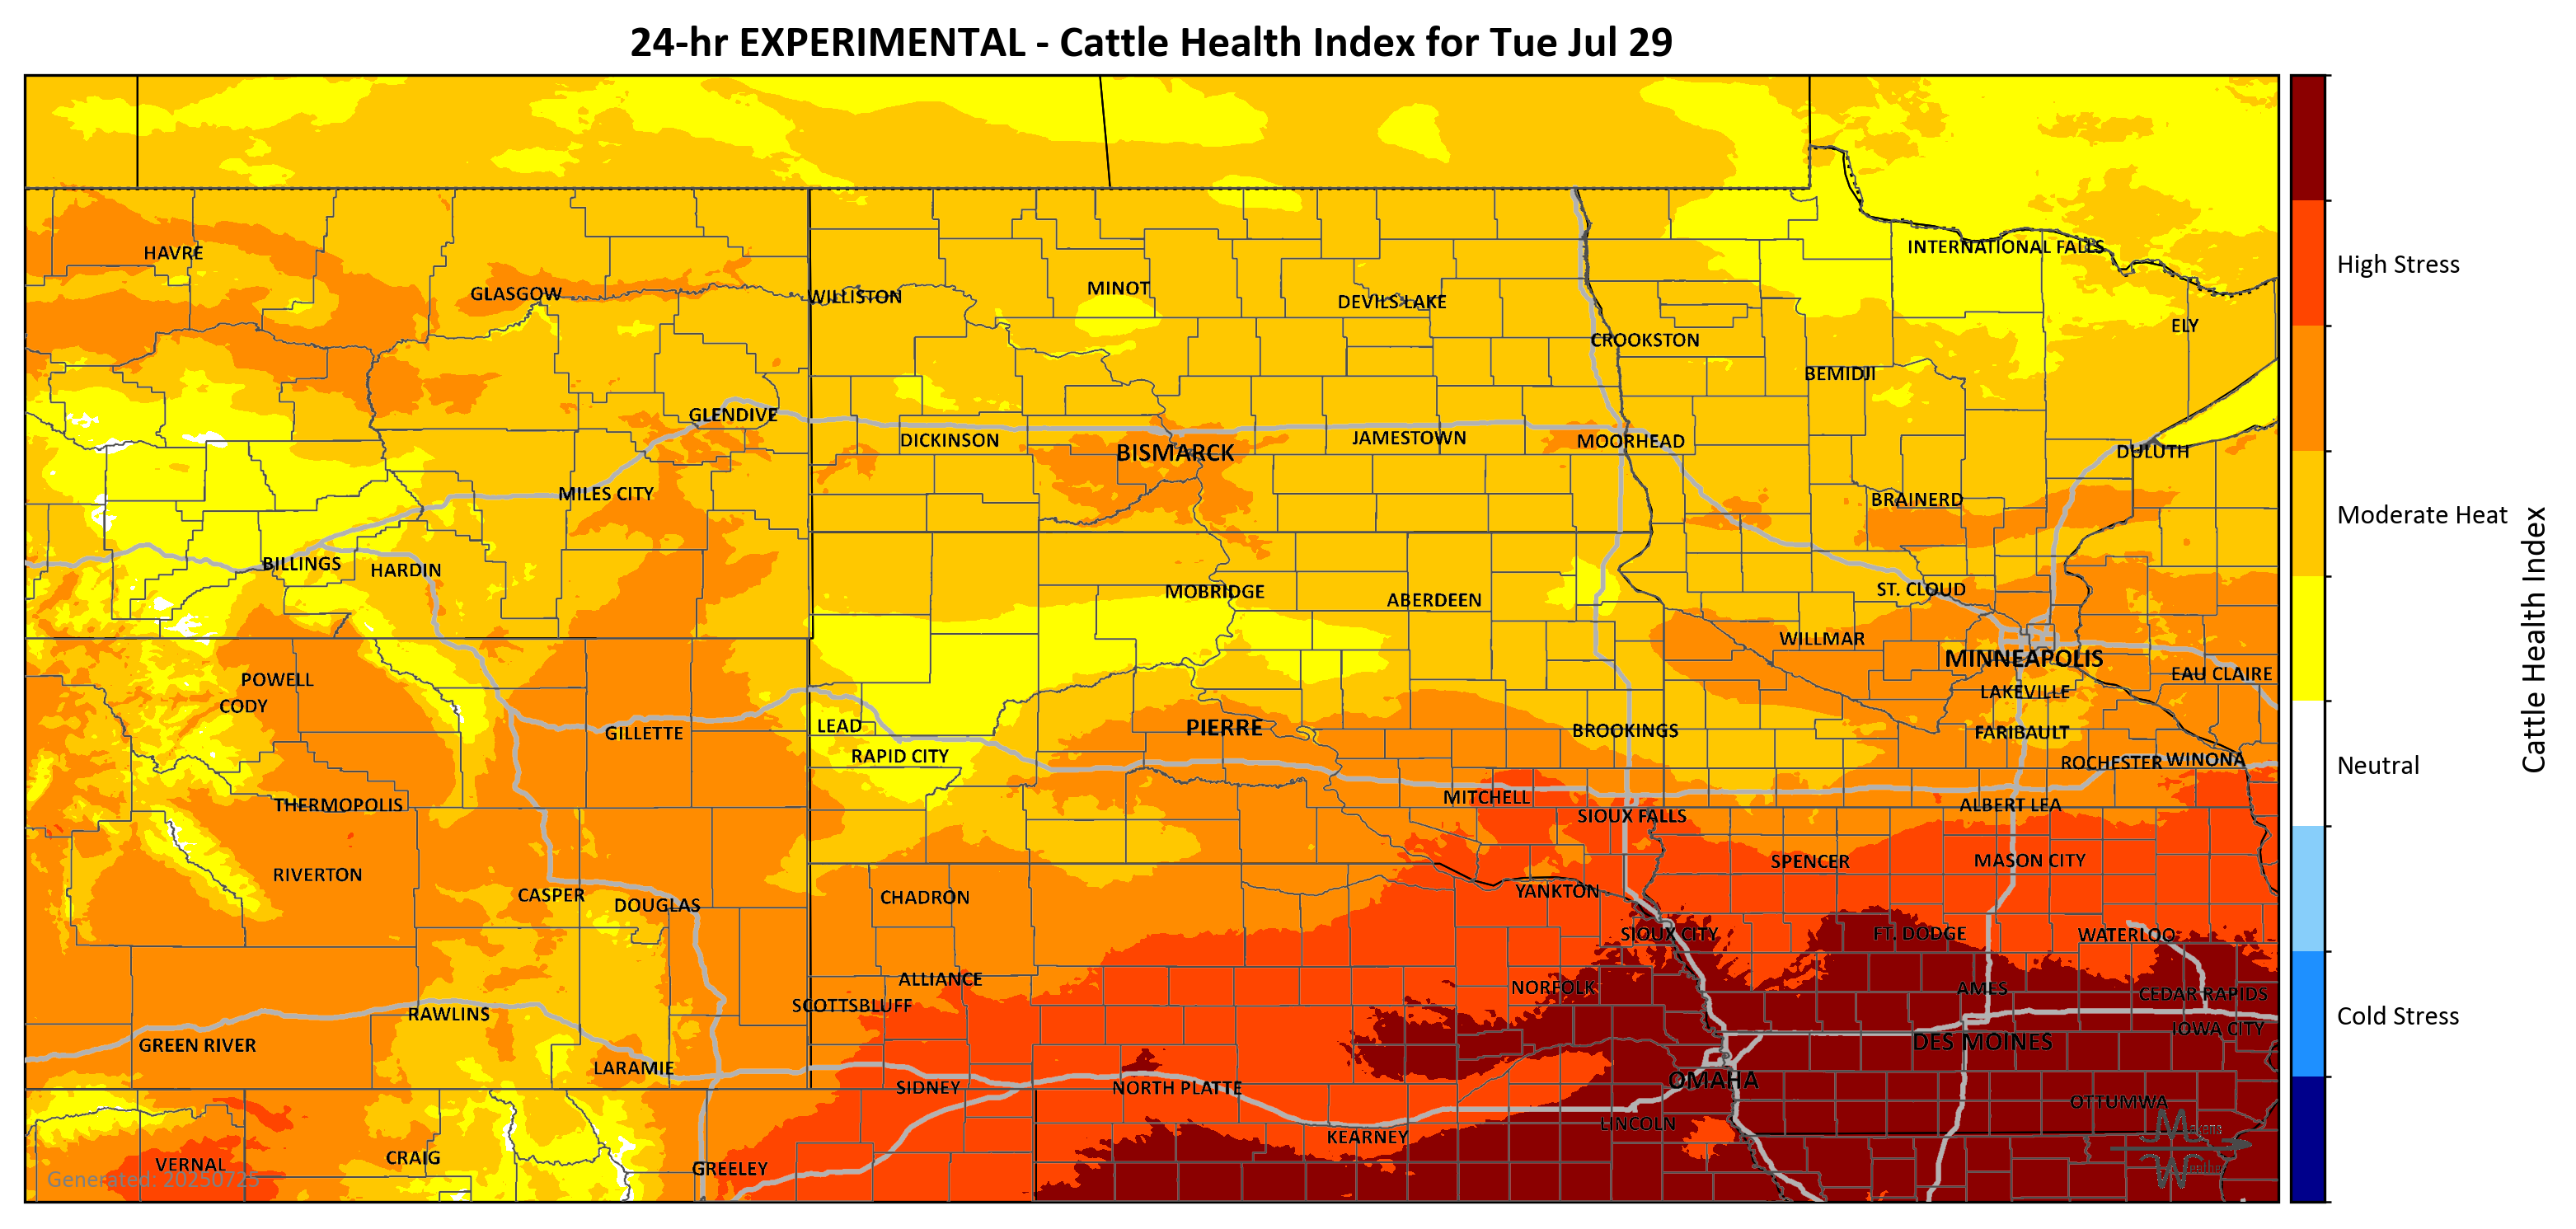 24-hr EXPERIMENTAL - Cattle Health Index for Tue Jul 29
High Stress
Moderate Heat
Neutral
Cold Stress
Cattle Health Index
HAVRE
INTERNATIONAL FALLS
GLASGOW
WILLISTON
MINOT
DEVILS LAKE
ELY
CROOKSTON
BEMIDJI
GLENDIVE
DICKINSON
BISMARCK
JAMESTOWN
MOORHEAD
DULUTH
MILES CITY
BRAINERD
BILLINGS
HARDIN
MOBRIDGE
ABERDEEN
ST. CLOUD
WILLMAR
MINNEAPOLIS
POWELL
EAU CLAIRE
CODY
LAKEVILLE
GILLETTE
LEAD
PIERRE
BROOKINGS
FARIBAULT
RAPID CITY
ROCHESTER
WINONA
THERMOPOLIS
MITCHELL
ALBERT LEA
SIOUX FALLS
RIVERTON
SPENCER
MASON CITY
CASPER
DOUGLAS
CHADRON
YANKTON
SIOUX CITY
FT. DODGE
WATERLOO
ALLIANCE
NORFOLK
AMES
CEDAR RAPIDS
SCOTTSBLUFF
RAWLINS
IOWA CITY
GREEN RIVER
DES MOINES
LARAMIE
SIDNEY
NORTH PLATTE
OMAHA
OTTUMWA
LINCOLN
KEARNEY
VERNAL
CRAIG
GREELEY
Generated: 20250725